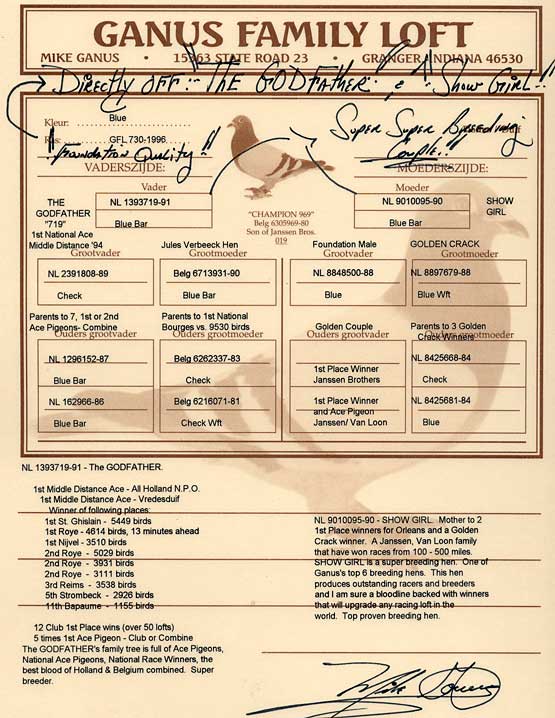 GANUS FAMILY LOFT
MIKE GANUS • 15363 STATE ROAD 23 GRANGER, INDIANA 46530
Directly off "THE GODFATHER" & "Show Girl"
Kleur: Blue
Ras: GFL 730-1996
"Foundation Quality"!
Super Super Breeding
Couple!!
VADERSZIJDE:
MOEDERSZIJDE:
Vader
Moeder
THE
GODFATHER
"719"
1st National Ace
Middle Distance '94
NL 1393719-91
Blue Bar
"CHAMPION 969"
Belg 6305969-80
Son of Janssen Bros.
019
NL 9010095-90
Blue Bar
SHOW
GIRL
Jules Verbeeck Hen
Foundation Male
GOLDEN CRACK
Grootvader
Grootmoeder
Grootvader
Grootmoeder
NL 2391808-89
Check
Belg 6713931-90
Blue Bar
NL 8848500-88
Blue
NL 8897679-88
Blue Wft
Parents to 7, 1st or 2nd
Ace Pigeons- Combine
Parents to 1st National
Bourges vs. 9530 birds
Golden Couple
Parents to 3 Golden
Crack Winners
Ouders grootvader
Ouders grootmoeder
Ouders grootvader
Ouders grootmoeder
NL 1296152-87
Blue Bar
Belg 6262337-83
Check
1st Place Winner
Janssen Brothers
NL 8425668-84
Check
NL 162966-86
Blue Bar
Belg 6216071-81
Check Wft
1st Place Winner
and Ace Pigeon
Janssen/ Van Loon
NL 8425681-84
Blue
NL 1393719-91 - The GODFATHER.
1st Middle Distance Ace - All Holland N.P.O.
1st Middle Distance Ace - Vredesduif
Winner of following places:
1st St. Ghislain - 5449 birds
1st Roye - 4614 birds, 13 minutes ahead
1st Nijvel - 3510 birds
2nd Roye - 5029 birds
2nd Roye - 3931 birds
2nd Roye - 3111 birds
3rd Reims - 3538 birds
5th Strombeck - 2926 birds
11th Bapaume - 1155 birds
12 Club 1st Place wins (over 50 lofts)
5 times 1st Ace Pigeon - Club or Combine
The GODFATHER's family tree is full of Ace Pigeons,
National Ace Pigeons, National Race Winners, the
best blood of Holland & Belgium combined. Super
breeder.
NL 9010095-90 - SHOW GIRL. Mother to 2
1st Place winners for Orleans and a Golden
Crack winner. A Janssen, Van Loon family
that have won races from 100 - 500 miles.
SHOW GIRL is a super breeding hen. One of
Ganus's top 6 breeding hens. This hen
produces outstanding racers and breeders
and I am sure a bloodline backed with winners
that will upgrade any racing loft in the
world. Top proven breeding hen.
Mike Ganus